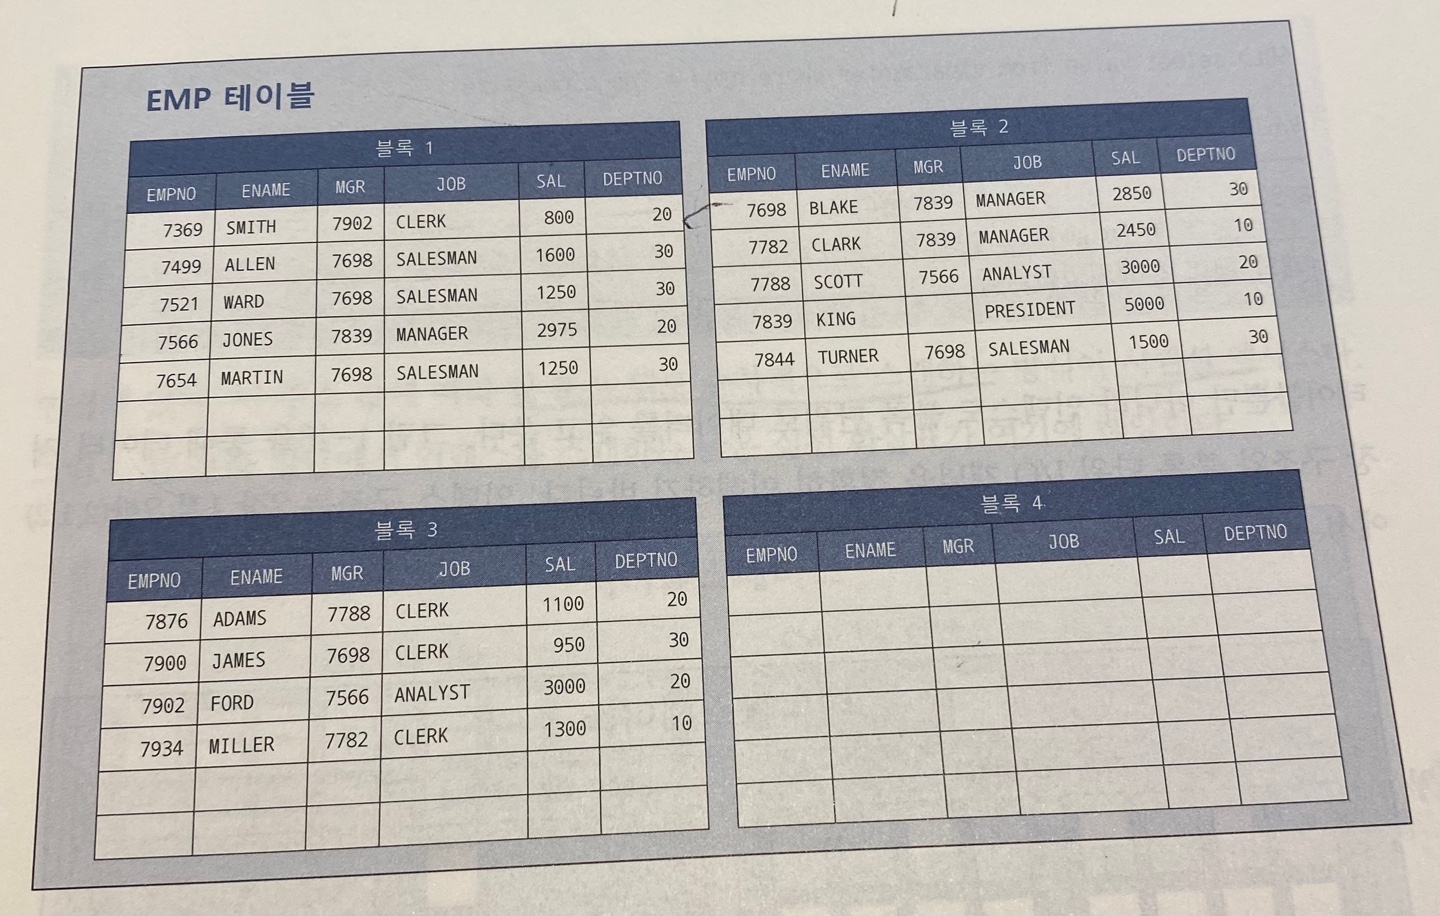 EMP 테이블
블록 1
EMPNO ENAME MGR JOB SAL DEPTNO
7369 SMITH 7902 CLERK 800 20
7499 ALLEN 7698 SALESMAN 1600 30
7521 WARD 7698 SALESMAN 1250 30
7566 JONES 7839 MANAGER 2975 20
7654 MARTIN 7698 SALESMAN 1250 30
블록 2
EMPNO ENAME MGR JOB SAL DEPTNO
7698 BLAKE 7839 MANAGER 2850 30
7782 CLARK 7839 MANAGER 2450 10
7788 SCOTT 7566 ANALYST 3000 20
7839 KING PRESIDENT 5000 10
7844 TURNER 7698 SALESMAN 1500 30
블록 3
EMPNO ENAME MGR JOB SAL DEPTNO
7876 ADAMS 7788 CLERK 1100 20
7900 JAMES 7698 CLERK 950 30
7902 FORD 7566 ANALYST 3000 20
7934 MILLER 7782 CLERK 1300 10
블록 4
EMPNO ENAME MGR JOB SAL DEPTNO